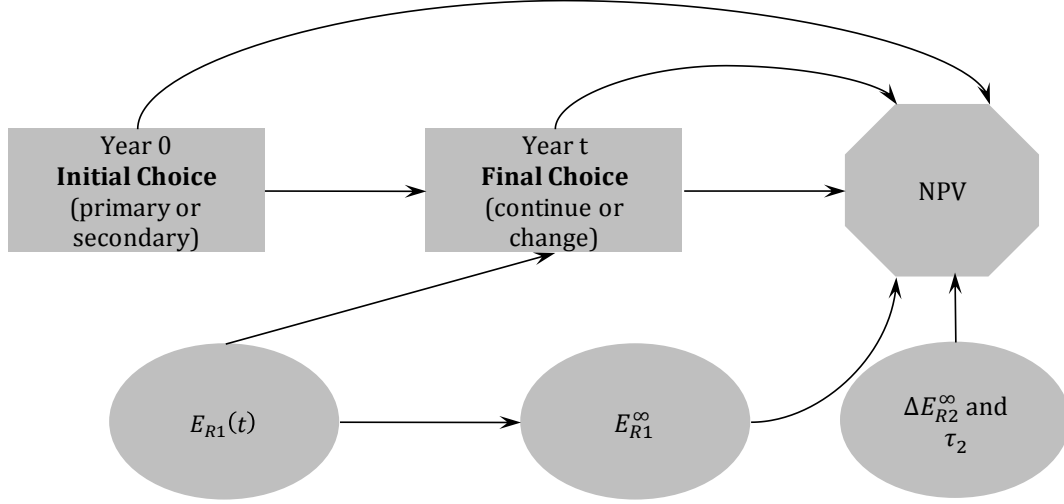 Year 0
Initial Choice
(primary or
secondary)
Year t
Final Choice
(continue or
change)
NPV
E_{R1}(t)
E_{R1}^∞
ΔE_{R2}^∞ and
τ_2